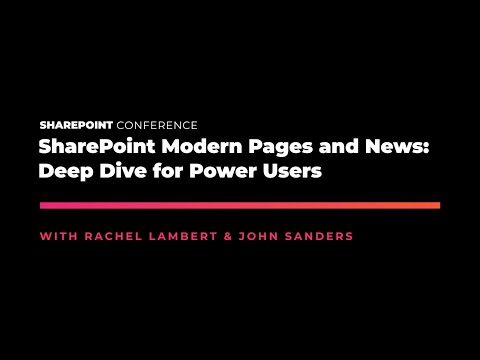 SHAREPOINT CONFERENCE
SharePoint Modern Pages and News:
Deep Dive for Power Users
WITH RACHEL LAMBERT & JOHN SANDERS